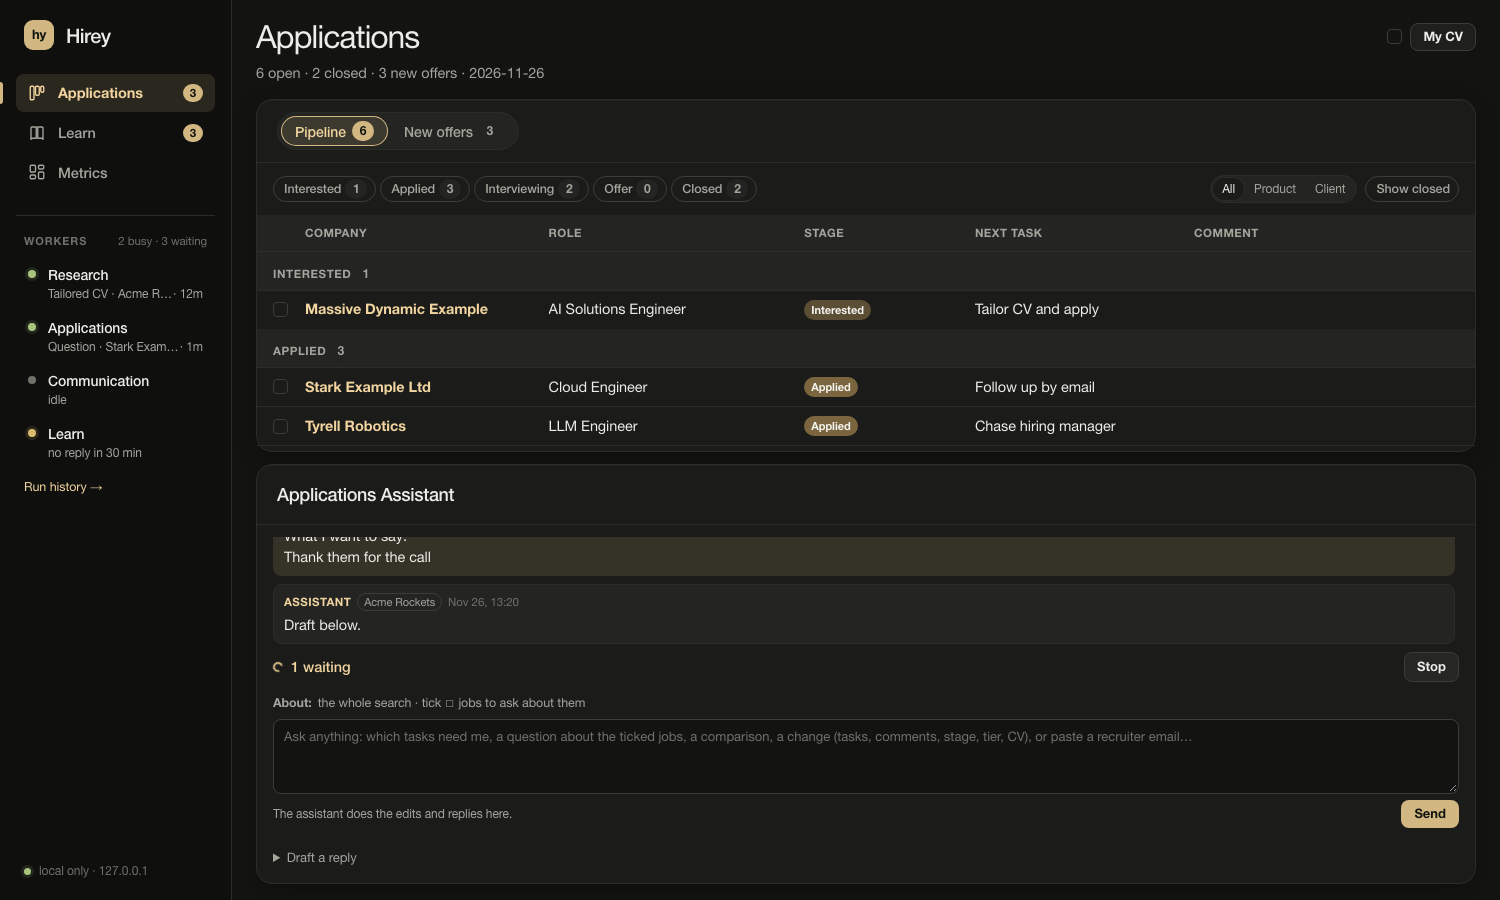 hy Hirey
Applications 3
Learn 3
Metrics
WORKERS 2 busy · 3 waiting
Research
Tailored CV · Acme R... · 12m
Applications
Question · Stark Exam... · 1m
Communication
idle
Learn
no reply in 30 min
Run history →
local only · 127.0.0.1
Applications
My CV
6 open · 2 closed · 3 new offers · 2026-11-26
Pipeline 6 New offers 3
Interested 1 Applied 3 Interviewing 2 Offer 0 Closed 2 All Product Client Show closed
COMPANY ROLE STAGE NEXT TASK COMMENT
INTERESTED 1
Massive Dynamic Example AI Solutions Engineer Interested Tailor CV and apply
APPLIED 3
Stark Example Ltd Cloud Engineer Applied Follow up by email
Tyrell Robotics LLM Engineer Applied Chase hiring manager
Applications Assistant
What I want to say:
Thank them for the call
ASSISTANT Acme Rockets Nov 26, 13:20
Draft below.
1 waiting Stop
About: the whole search · tick □ jobs to ask about them
Ask anything: which tasks need me, a question about the ticked jobs, a comparison, a change (tasks, comments, stage, tier, CV), or paste a recruiter email...
The assistant does the edits and replies here. Send
▶ Draft a reply